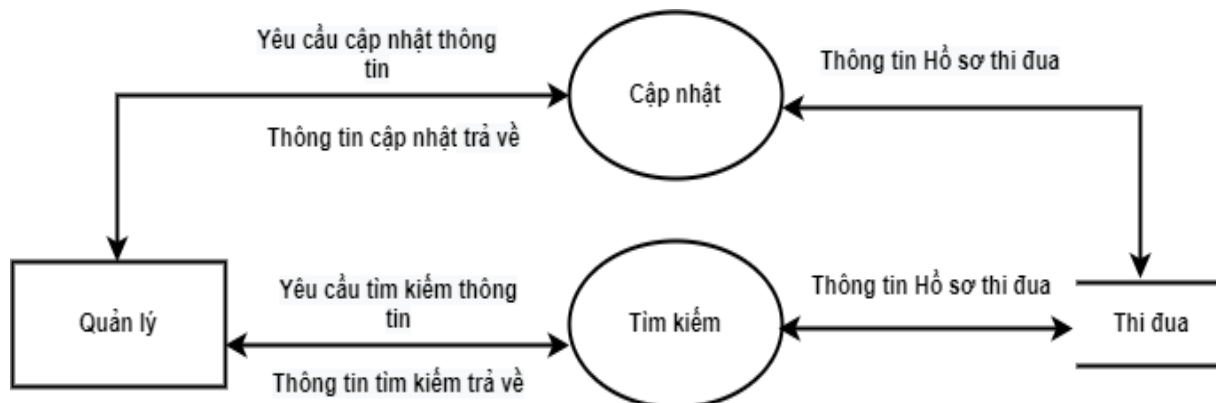 Yêu cầu cập nhật thông
tin
Thông tin Hồ sơ thi đua
Cập nhật
Thông tin cập nhật trả về
Yêu cầu tìm kiếm thông
tin
Thông tin Hồ sơ thi đua
Quản lý
Tìm kiếm
Thi đua
Thông tin tìm kiếm trả về